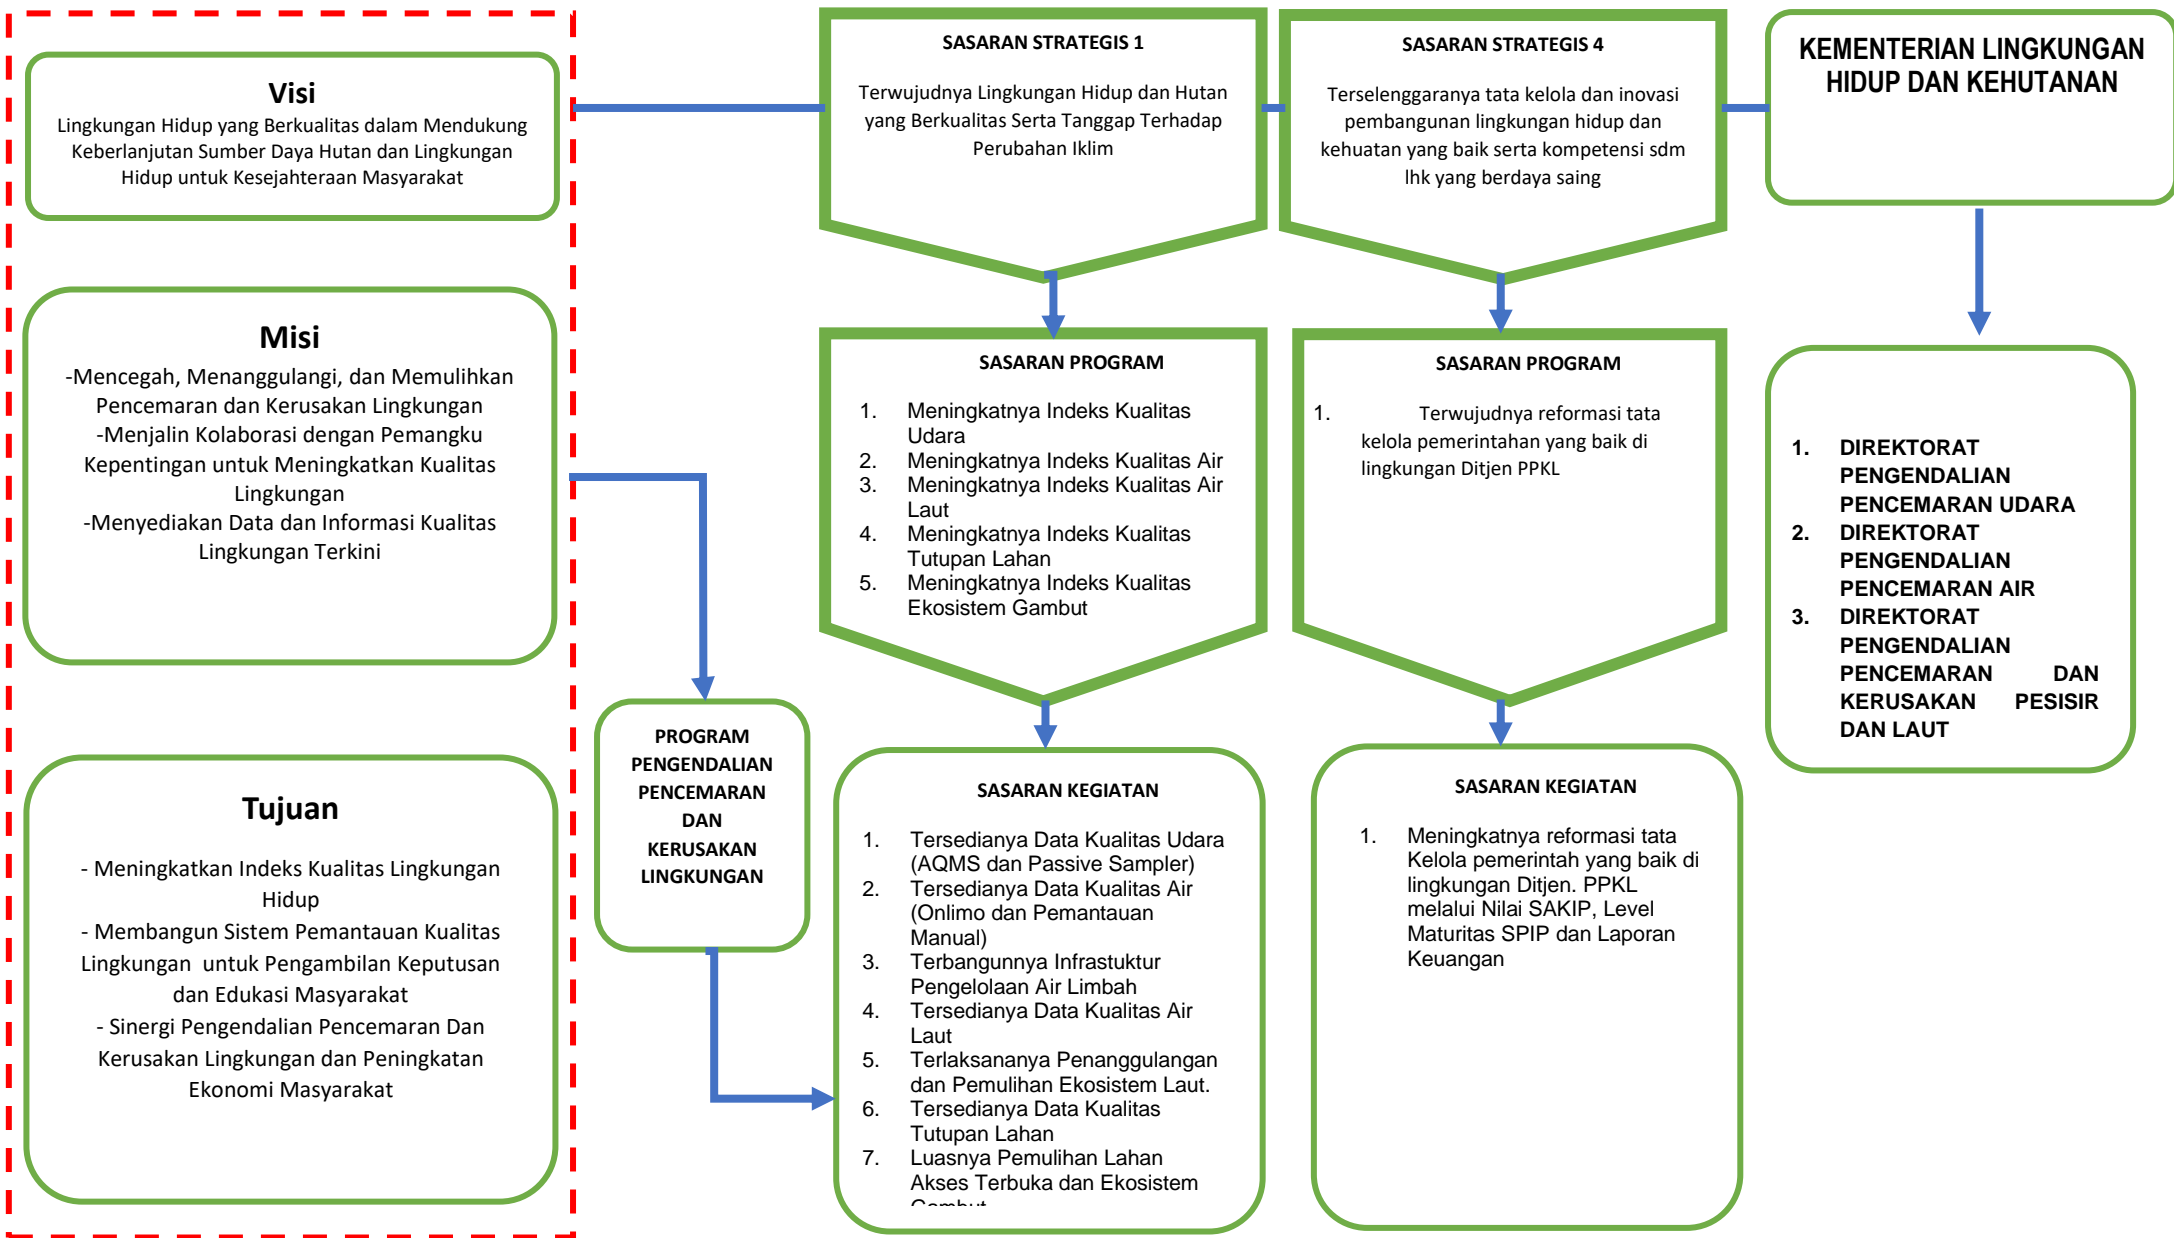 Visi
Lingkungan Hidup yang Berkualitas dalam Mendukung
Keberlanjutan Sumber Daya Hutan dan Lingkungan
Hidup untuk Kesejahteraan Masyarakat
Misi
-Mencegah, Menanggulangi, dan Memulihkan
Pencemaran dan Kerusakan Lingkungan
-Menjalin Kolaborasi dengan Pemangku
Kepentingan untuk Meningkatkan Kualitas
Lingkungan
-Menyediakan Data dan Informasi Kualitas
Lingkungan Terkini
Tujuan
- Meningkatkan Indeks Kualitas Lingkungan
Hidup
- Membangun Sistem Pemantauan Kualitas
Lingkungan untuk Pengambilan Keputusan
dan Edukasi Masyarakat
- Sinergi Pengendalian Pencemaran Dan
Kerusakan Lingkungan dan Peningkatan
Ekonomi Masyarakat
PROGRAM
PENGENDALIAN
PENCEMARAN
DAN
KERUSAKAN
LINGKUNGAN
SASARAN STRATEGIS 1
Terwujudnya Lingkungan Hidup dan Hutan
yang Berkualitas Serta Tanggap Terhadap
Perubahan Iklim
SASARAN PROGRAM
1. Meningkatnya Indeks Kualitas
Udara
2. Meningkatnya Indeks Kualitas Air
3. Meningkatnya Indeks Kualitas Air
Laut
4. Meningkatnya Indeks Kualitas
Tutupan Lahan
5. Meningkatnya Indeks Kualitas
Ekosistem Gambut
SASARAN KEGIATAN
1. Tersedianya Data Kualitas Udara
(AQMS dan Passive Sampler)
2. Tersedianya Data Kualitas Air
(Onlimo dan Pemantauan
Manual)
3. Terbangunnya Infrastuktur
Pengelolaan Air Limbah
4. Tersedianya Data Kualitas Air
Laut
5. Terlaksananya Penanggulangan
dan Pemulihan Ekosistem Laut.
6. Tersedianya Data Kualitas
Tutupan Lahan
7. Luasnya Pemulihan Lahan
Akses Terbuka dan Ekosistem
SASARAN STRATEGIS 4
Terselenggaranya tata kelola dan inovasi
pembangunan lingkungan hidup dan
kehuatan yang baik serta kompetensi sdm
lhk yang berdaya saing
SASARAN PROGRAM
1. Terwujudnya reformasi tata
kelola pemerintahan yang baik di
lingkungan Ditjen PPKL
SASARAN KEGIATAN
1. Meningkatnya reformasi tata
Kelola pemerintah yang baik di
lingkungan Ditjen. PPKL
melalui Nilai SAKIP, Level
Maturitas SPIP dan Laporan
Keuangan
KEMENTERIAN LINGKUNGAN
HIDUP DAN KEHUTANAN
1. DIREKTORAT
PENGENDALIAN
PENCEMARAN UDARA
2. DIREKTORAT
PENGENDALIAN
PENCEMARAN AIR
3. DIREKTORAT
PENGENDALIAN
PENCEMARAN DAN
KERUSAKAN PESISIR
DAN LAUT